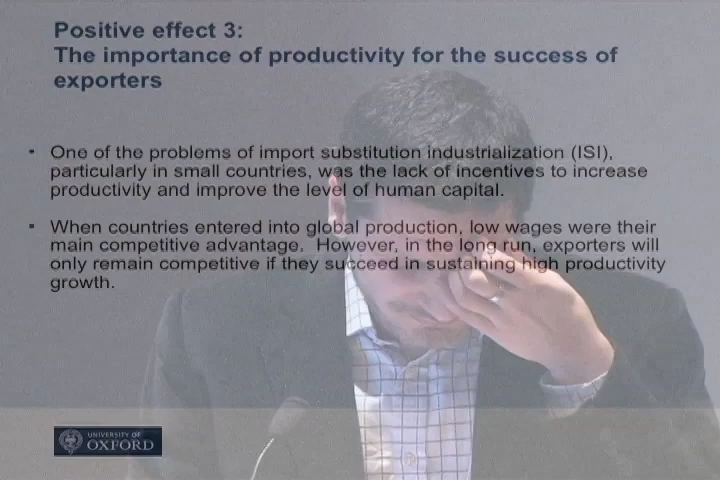 Positive effect 3:
The importance of productivity for the success of
exporters
- One of the problems of import substitution industrialization (ISI),
particularly in small countries, was the lack of incentives to increase
productivity and improve the level of human capital.
- When countries entered into global production, low wages were their
main competitive advantage.  However, in the long run, exporters will
only remain competitive if they succeed in sustaining high productivity
growth.
UNIVERSITY OF
OXFORD